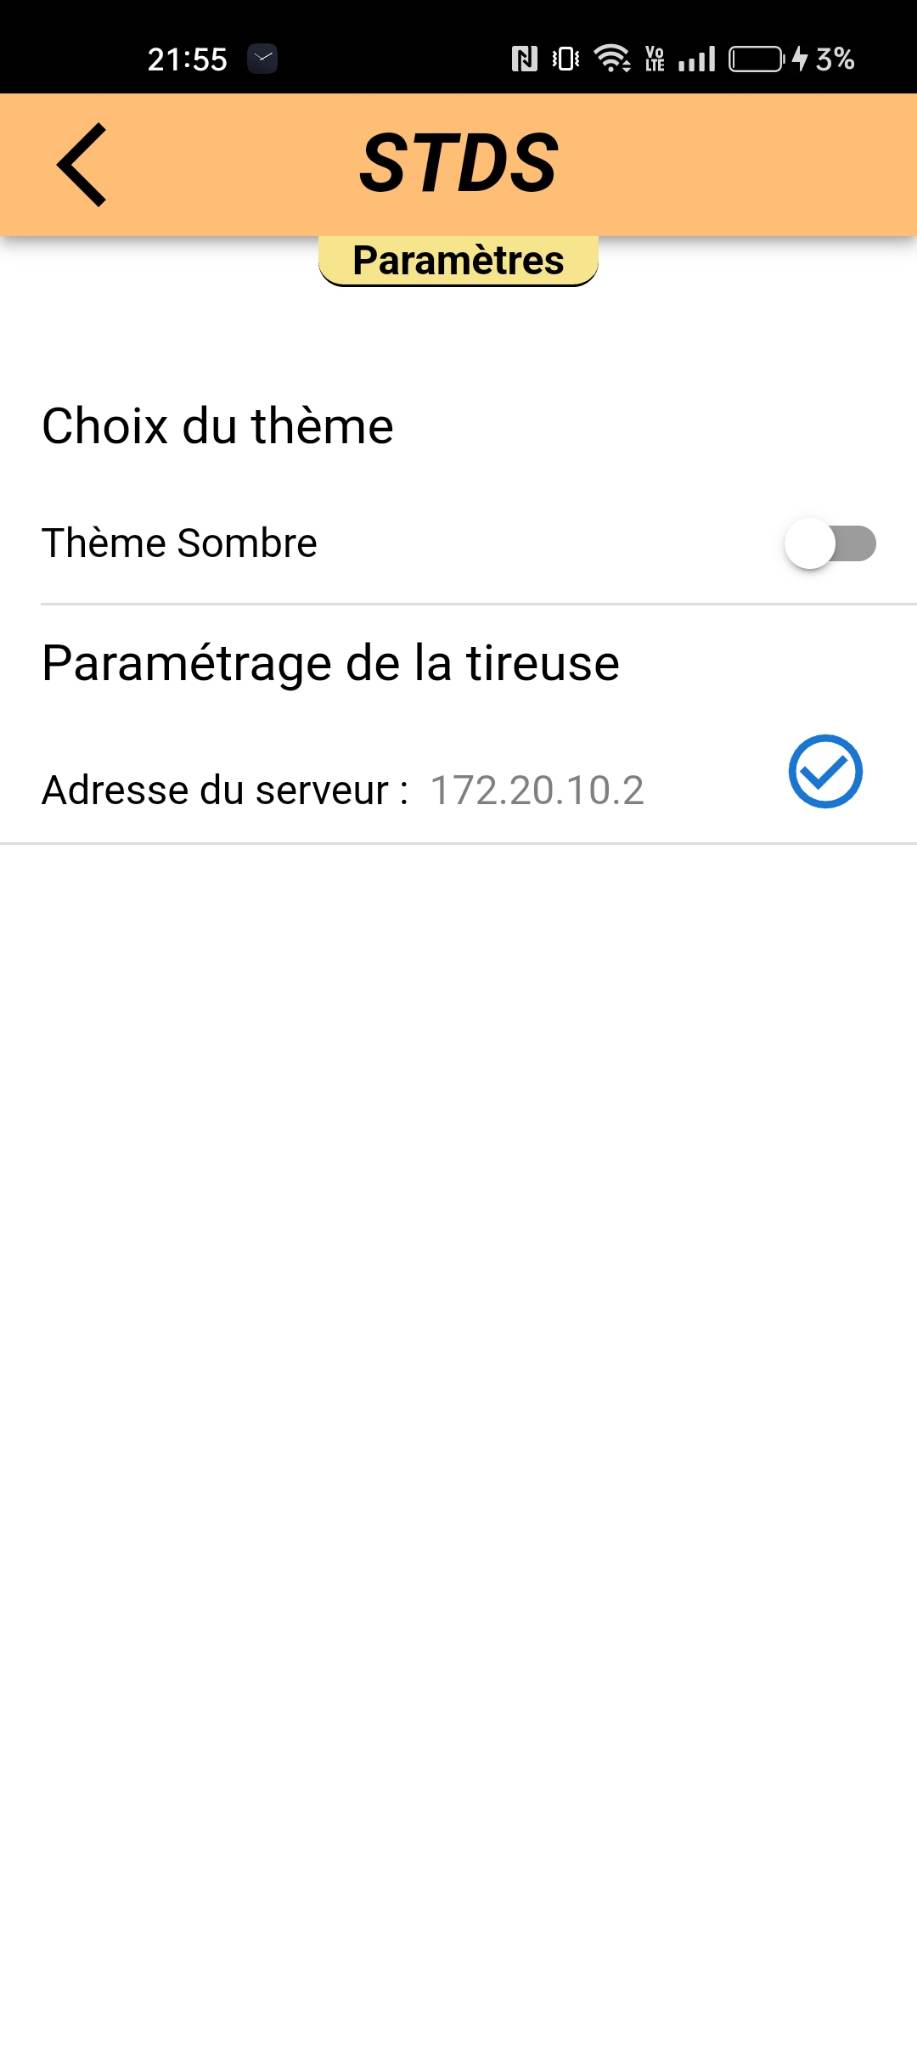 21:55 VO LTE 3%
STDS
Paramètres
Choix du thème
Thème Sombre
Paramétrage de la tireuse
Adresse du serveur : 172.20.10.2